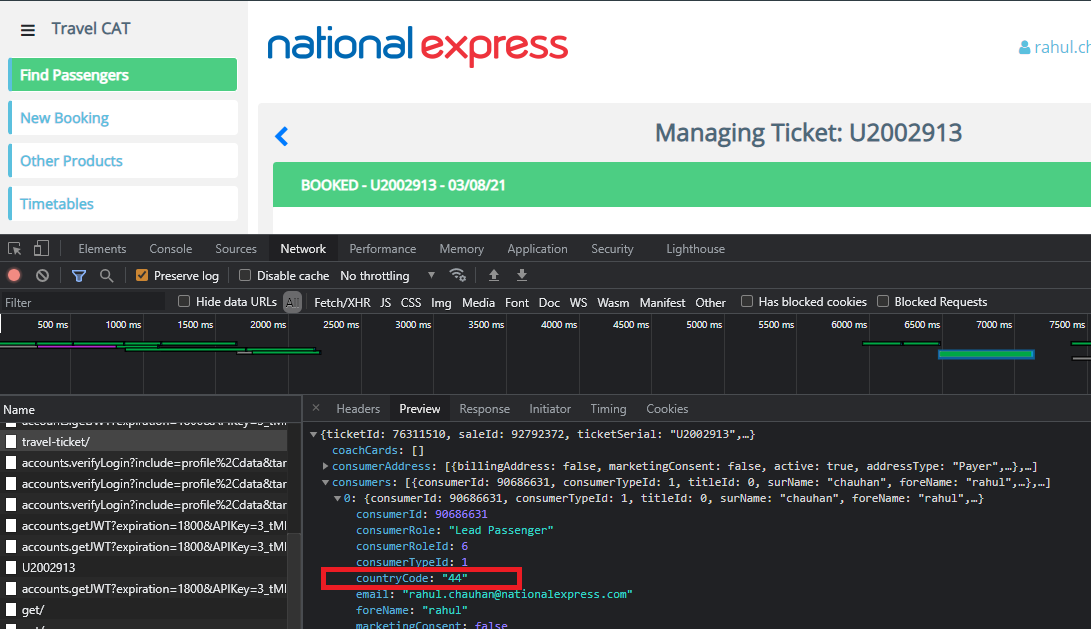 Travel CAT
Find Passengers
New Booking
Other Products
Timetables
national express
rahul.ch
Managing Ticket: U2002913
BOOKED - U2002913 - 03/08/21
Elements Console Sources Network Performance Memory Application Security Lighthouse
Preserve log Disable cache No throttling
Filter Hide data URLs All Fetch/XHR JS CSS Img Media Font Doc WS Wasm Manifest Other Has blocked cookies Blocked Requests
500 ms 1000 ms 1500 ms 2000 ms 2500 ms 3000 ms 3500 ms 4000 ms 4500 ms 5000 ms 5500 ms 6000 ms 6500 ms 7000 ms 7500 ms
Name
accounts.getJWT?expiration=1800&APIKey=3_tMI
travel-ticket/
accounts.verifyLogin?include=profile%2Cdata&tar
accounts.verifyLogin?include=profile%2Cdata&tar
accounts.verifyLogin?include=profile%2Cdata&tar
accounts.getJWT?expiration=1800&APIKey=3_tMI
accounts.getJWT?expiration=1800&APIKey=3_tMI
U2002913
accounts.getJWT?expiration=1800&APIKey=3_tMI
get/
× Headers Preview Response Initiator Timing Cookies
{ticketId: 76311510, saleId: 92792372, ticketSerial: "U2002913",…}
coachCards: []
consumerAddress: [{billingAddress: false, marketingConsent: false, active: true, addressType: "Payer",…},…]
consumers: [{consumerId: 90686631, consumerTypeId: 1, titleId: 0, surName: "chauhan", foreName: "rahul",…},…]
0: {consumerId: 90686631, consumerTypeId: 1, titleId: 0, surName: "chauhan", foreName: "rahul",…}
consumerId: 90686631
consumerRole: "Lead Passenger"
consumerRoleId: 6
consumerTypeId: 1
countryCode: "44"
email: "rahul.chauhan@nationalexpress.com"
foreName: "rahul"
marketingConsent: false